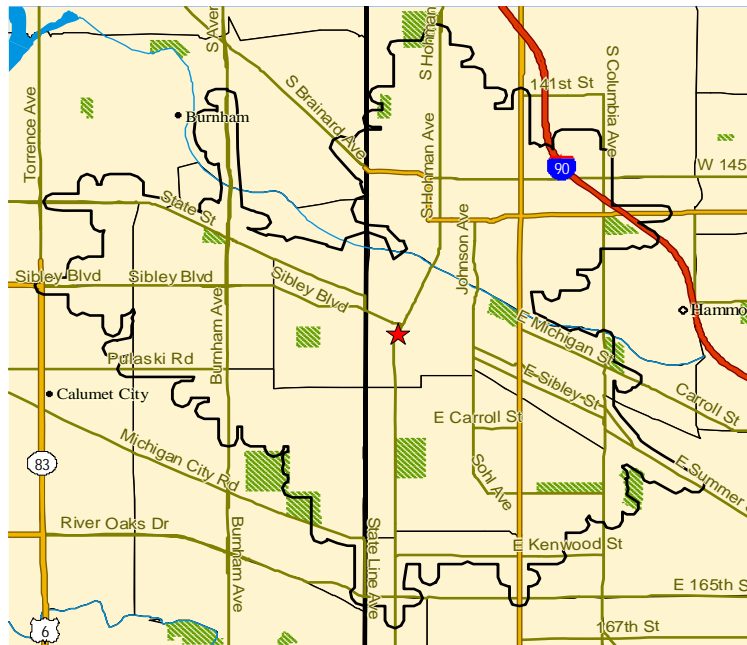 S Aven
S Hohman
S Columbia Ave
141st St
Torrence Ave
S Brainard Ave
Burnham
S Hohman Ave
90
W 145
State St
Johnson Ave
Sibley Blvd
Sibley Blvd
Sibley Blvd
Burnham Ave
E Michigan St
Hammo
Pulaski Rd
E Sibley St
Calumet City
Carroll St
E Carroll St
Michigan City Rd
Sohl Ave
E Summer
83
River Oaks Dr
Burnham Ave
State Line Ave
E Kenwood St
E 165th S
6
167th St